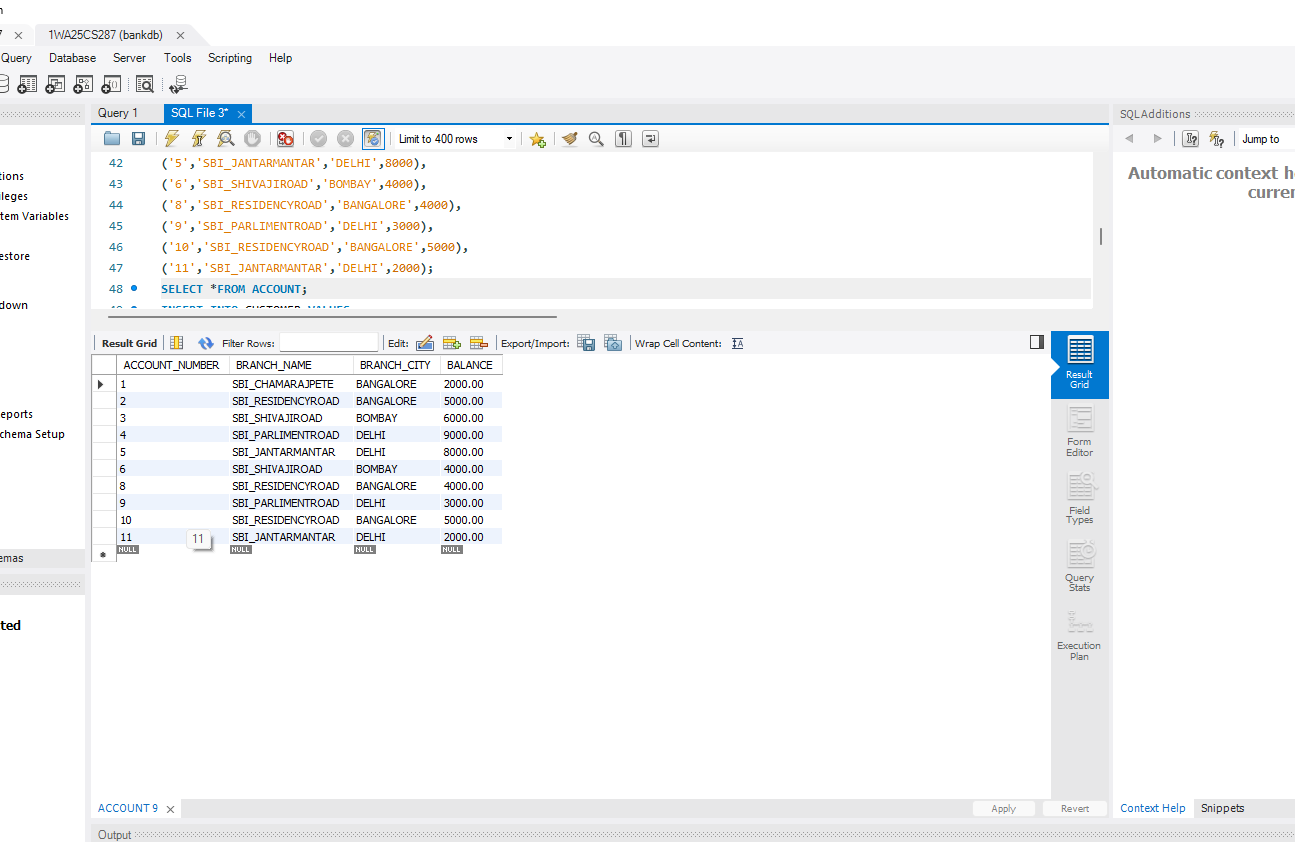 1WA25CS287 (bankdb)
Query Database Server Tools Scripting Help
Query 1 SQL File 3* SQLAdditions
Limit to 400 rows Jump to
42 ('5','SBI_JANTARMANTAR','DELHI',8000),
43 ('6','SBI_SHIVAJIROAD','BOMBAY',4000),
44 ('8','SBI_RESIDENCYROAD','BANGALORE',4000),
45 ('9','SBI_PARLIMENTROAD','DELHI',3000),
46 ('10','SBI_RESIDENCYROAD','BANGALORE',5000),
47 ('11','SBI_JANTARMANTAR','DELHI',2000);
48 SELECT *FROM ACCOUNT;
49 INSERT INTO CUSTOMER VALUES
Automatic context h
curren
tions
ileges
tem Variables
estore
down
eports
chema Setup
emas
ted
Result Grid Filter Rows: Edit: Export/Import: Wrap Cell Content:
ACCOUNT_NUMBER BRANCH_NAME BRANCH_CITY BALANCE
1 SBI_CHAMARAJPETE BANGALORE 2000.00
2 SBI_RESIDENCYROAD BANGALORE 5000.00
3 SBI_SHIVAJIROAD BOMBAY 6000.00
4 SBI_PARLIMENTROAD DELHI 9000.00
5 SBI_JANTARMANTAR DELHI 8000.00
6 SBI_SHIVAJIROAD BOMBAY 4000.00
8 SBI_RESIDENCYROAD BANGALORE 4000.00
9 SBI_PARLIMENTROAD DELHI 3000.00
10 SBI_RESIDENCYROAD BANGALORE 5000.00
11 SBI_JANTARMANTAR DELHI 2000.00
11
NULL NULL NULL NULL
Result
Grid
Form
Editor
Field
Types
Query
Stats
Execution
Plan
ACCOUNT 9 Apply Revert Context Help Snippets
Output